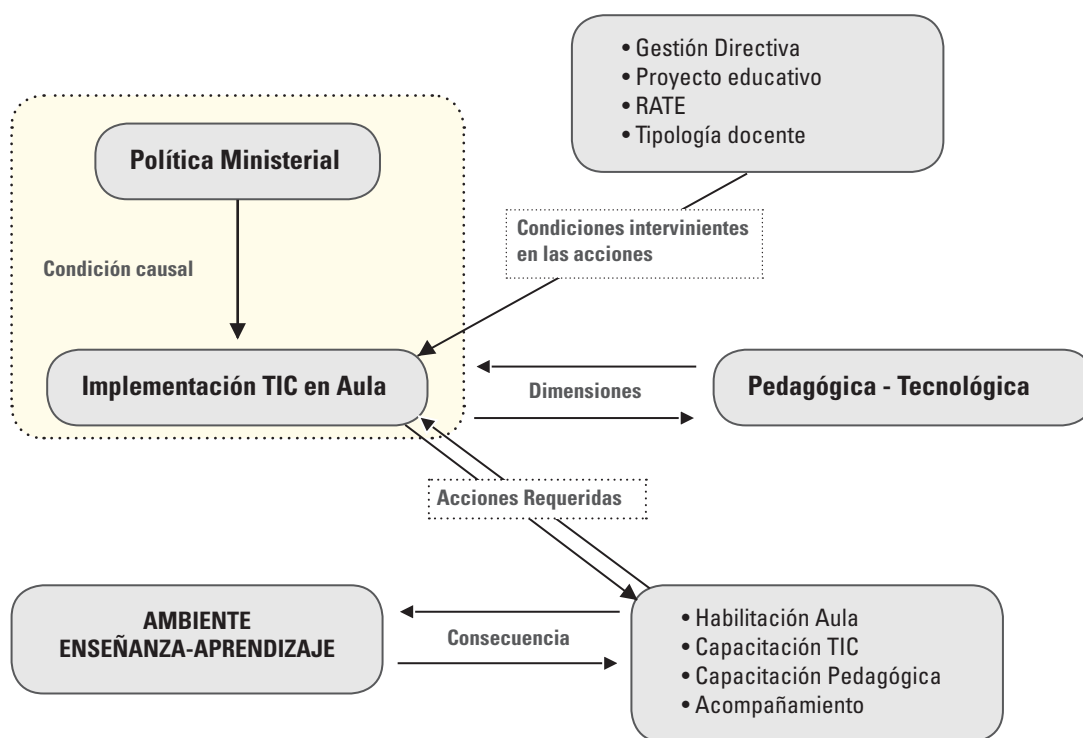 • Gestión Directiva
• Proyecto educativo
• RATE
• Tipología docente
Política Ministerial
Condiciones intervinientes
en las acciones
Condición causal
Implementación TIC en Aula
Dimensiones
Pedagógica - Tecnológica
Acciones Requeridas
AMBIENTE
ENSEÑANZA-APRENDIZAJE
Consecuencia
• Habilitación Aula
• Capacitación TIC
• Capacitación Pedagógica
• Acompañamiento